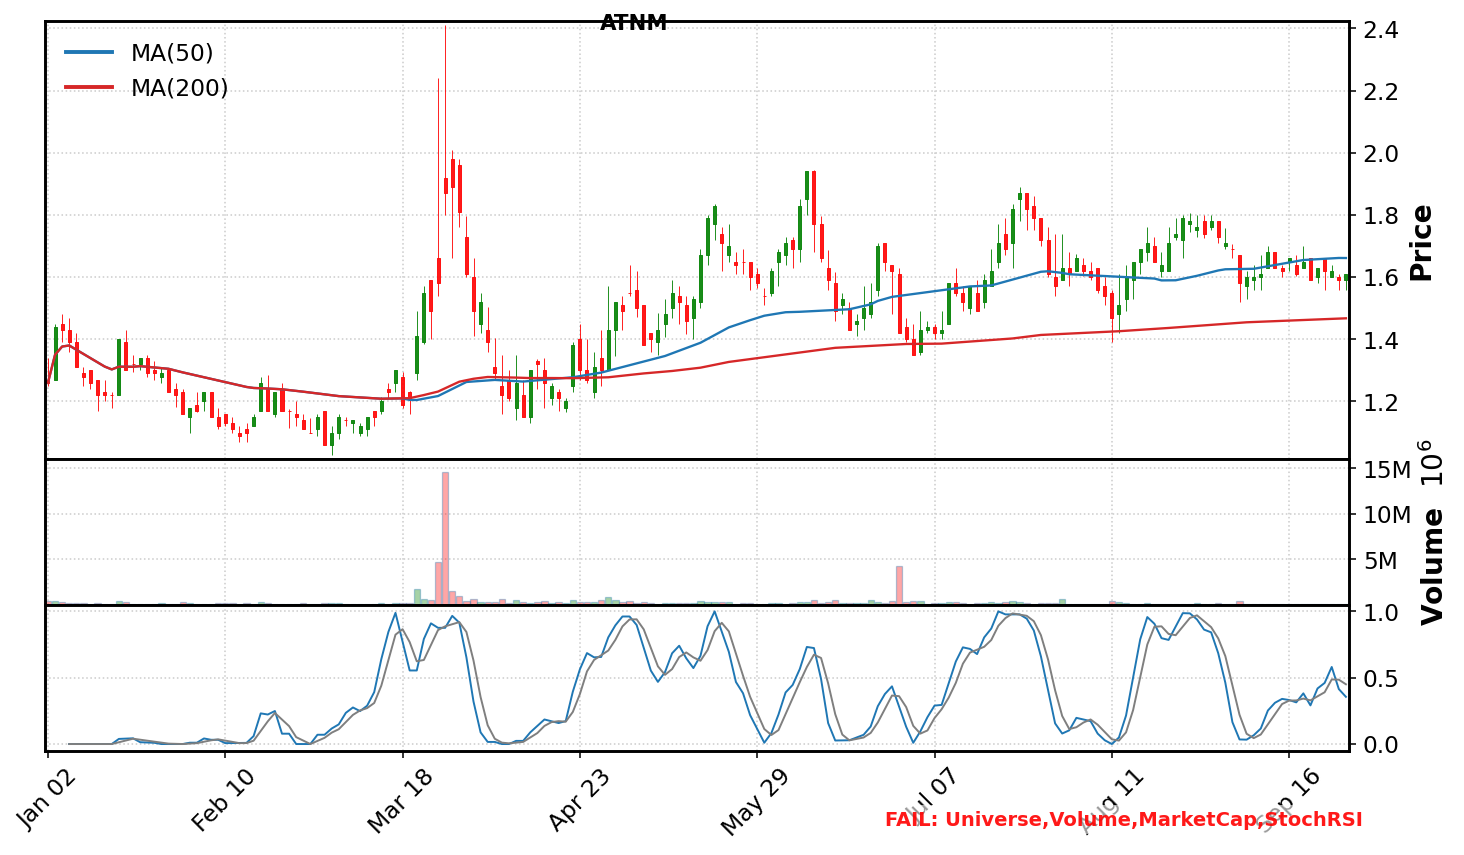 ATNM
MA(50)
MA(200)
2.4
2.2
2.0
1.8
1.6
1.4
1.2
Price
15M
10M
5M
Volume 10⁶
1.0
0.5
0.0
Jan 02
Feb 10
Mar 18
Apr 23
May 29
Jul 07
Aug 11
Sep 16
FAIL: Universe,Volume,MarketCap,StochRSI